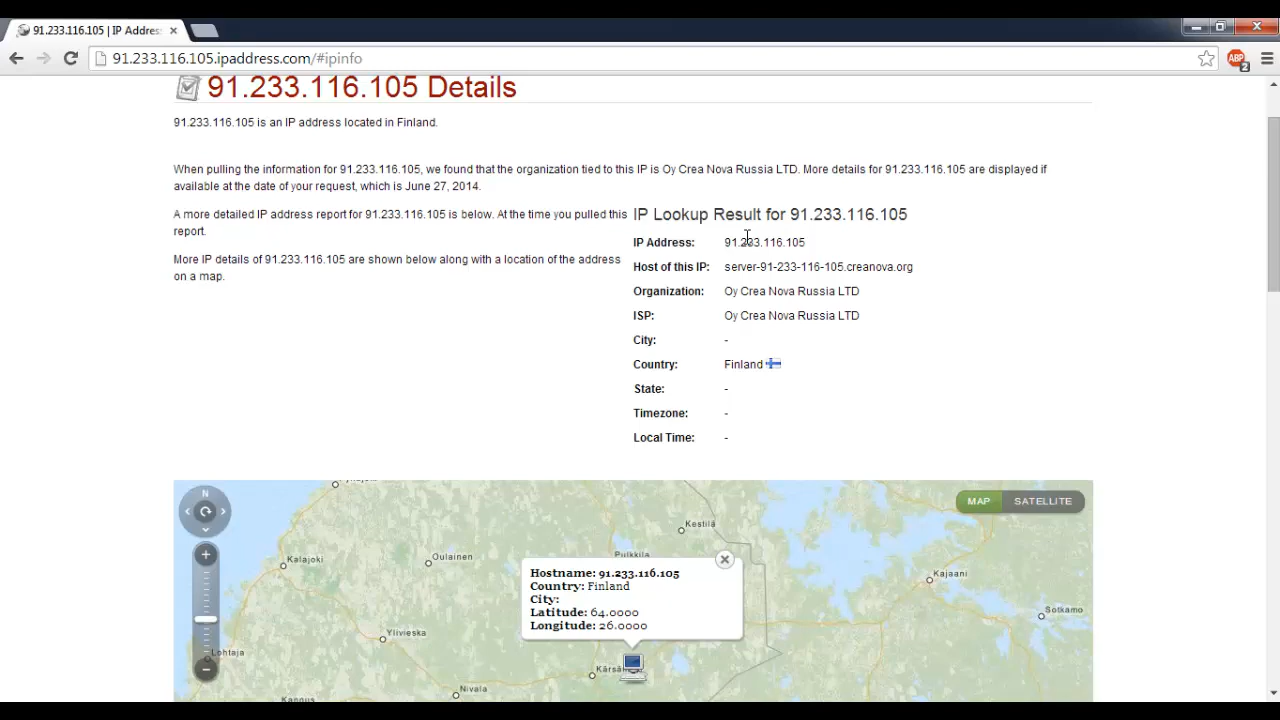 91.233.116.105 | IP Addres
91.233.116.105.ipaddress.com/#ipinfo
ABP
2
91.233.116.105 Details
91.233.116.105 is an IP address located in Finland.
When pulling the information for 91.233.116.105, we found that the organization tied to this IP is Oy Crea Nova Russia LTD. More details for 91.233.116.105 are displayed if
available at the date of your request, which is June 27, 2014.
A more detailed IP address report for 91.233.116.105 is below. At the time you pulled this
report.
More IP details of 91.233.116.105 are shown below along with a location of the address
on a map.
IP Lookup Result for 91.233.116.105
IP Address: 91.233.116.105
Host of this IP: server-91-233-116-105.creanova.org
Organization: Oy Crea Nova Russia LTD
ISP: Oy Crea Nova Russia LTD
City: -
Country: Finland
State: -
Timezone: -
Local Time: -
N
MAP SATELLITE
Kestilä
Kalajoki
Oulainen
Pulkkila
Hostname: 91.233.116.105
Country: Finland
City:
Latitude: 64.0000
Longitude: 26.0000
Kajaani
Sotkamo
Ylivieska
Lohtaja
Kärsä
Nivala
Kannus